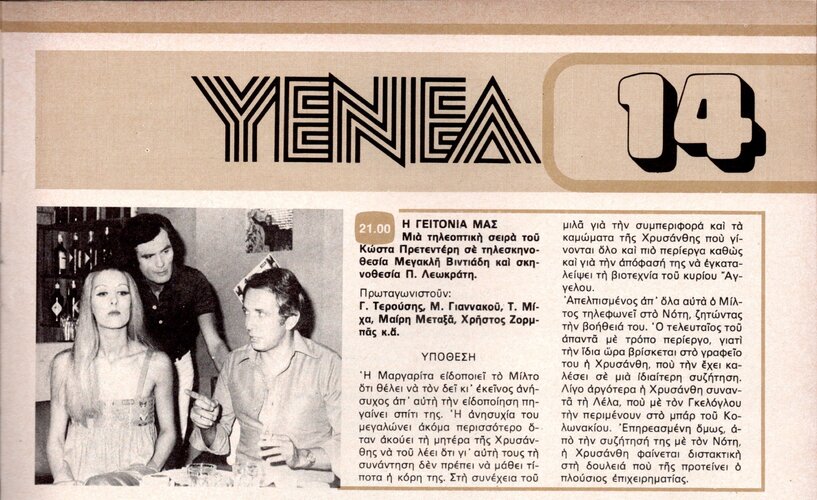 ΥΕΝΕΔ
14
21.00
Η ΓΕΙΤΟΝΙΑ ΜΑΣ
Μιὰ τηλεοπτικὴ σειρὰ τοῦ
Κώστα Πρετεντέρη σὲ τηλεσκηνο-
θεσία Μεγακλῆ Βιντιάδη καὶ σκη-
νοθεσία Π. Λεωκράτη.
Πρωταγωνιστοῦν:
Γ. Τερούσης, Μ. Γιαννακοῦ, Τ. Μί-
χα, Μαίρη Μεταξᾶ, Χρῆστος Ζορμ-
πᾶς κ.ἄ.
ΥΠΟΘΕΣΗ
Ἡ Μαργαρίτα εἰδοποιεῖ τὸ Μίλτο
ὅτι θέλει νὰ τὸν δεῖ κι᾿ ἐκεῖνος ἀνή-
συχος ἀπ᾿ αὐτὴ τὴν εἰδοποίηση πη-
γαίνει σπίτι της. Ἡ ἀνησυχία του
μεγαλώνει ἀκόμα περισσότερο ὅ-
ταν ἀκούει τὴ μητέρα τῆς Χρυσάν-
θης νὰ τοῦ λέει ὅτι γι᾿ αὐτή τους τὴ
συνάντηση δὲν πρέπει νὰ μάθει τί-
ποτα ἡ κόρη της. Στὴ συνέχεια τοῦ
μιλᾶ γιὰ τὴν συμπεριφορά καὶ τὰ
καμώματα τῆς Χρυσάνθης ποὺ γί-
νονται ὅλο καὶ πιὸ περίεργα καθὼς
καὶ γιὰ τὴν ἀπόφασή της νὰ ἐγκατα-
λείψει τὴ βιοτεχνία τοῦ κυρίου Ἄγ-
γελου.
Ἀπελπισμένος ἀπ᾿ ὅλα αὐτὰ ὁ Μίλ-
τος τηλεφωνεῖ στὸ Νότη, ζητώντας
τὴν βοήθειά του. Ὁ τελευταῖος τοῦ
ἀπαντᾶ μὲ τρόπο περίεργο, γιατὶ
τὴν ἴδια ὥρα βρίσκεται στὸ γραφεῖο
του ἡ Χρυσάνθη, ποὺ τὴν ἔχει κα-
λέσει σὲ μιὰ ἰδιαίτερη συζήτηση.
Λίγο ἀργότερα ἡ Χρυσάνθη συναν-
τᾶ τὴ Λέλα, ποὺ μὲ τὸν Γκελόγλου
τὴν περιμένουν στὸ μπὰρ τοῦ Κο-
λωνακίου. Ἐπηρεασμένη ὅμως, ἀ-
πὸ τὴν συζήτησή της μὲ τὸν Νότη,
ἡ Χρυσάνθη φαίνεται διστακτικὴ
στὴ δουλειὰ ποὺ τῆς προτείνει ὁ
πλούσιος ἐπιχειρηματίας.